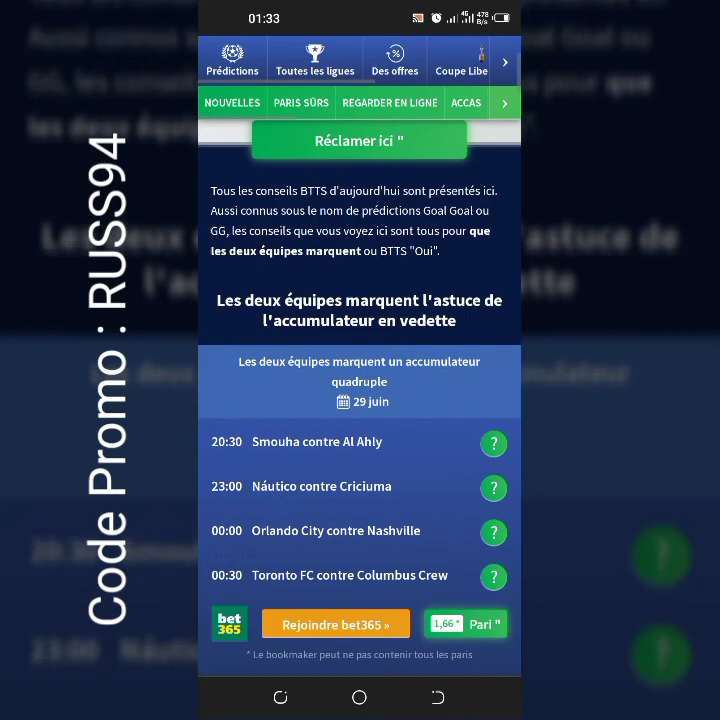 01:33
4G
478 B/s
Prédictions
Toutes les ligues
Des offres
Coupe Libe
NOUVELLES
PARIS SÛRS
REGARDER EN LIGNE
ACCAS
Réclamer ici "
Tous les conseils BTTS d'aujourd'hui sont présentés ici.
Aussi connus sous le nom de prédictions Goal Goal ou
GG, les conseils que vous voyez ici sont tous pour que
les deux équipes marquent ou BTTS "Oui".
Les deux équipes marquent l'astuce de
l'accumulateur en vedette
Les deux équipes marquent un accumulateur
quadruple
29 juin
20:30 Smouha contre Al Ahly ?
23:00 Náutico contre Criciuma ?
00:00 Orlando City contre Nashville ?
00:30 Toronto FC contre Columbus Crew ?
bet
365
Rejoindre bet365 »
1,66 * Pari "
* Le bookmaker peut ne pas contenir tous les paris
Code Promo : RUSS94